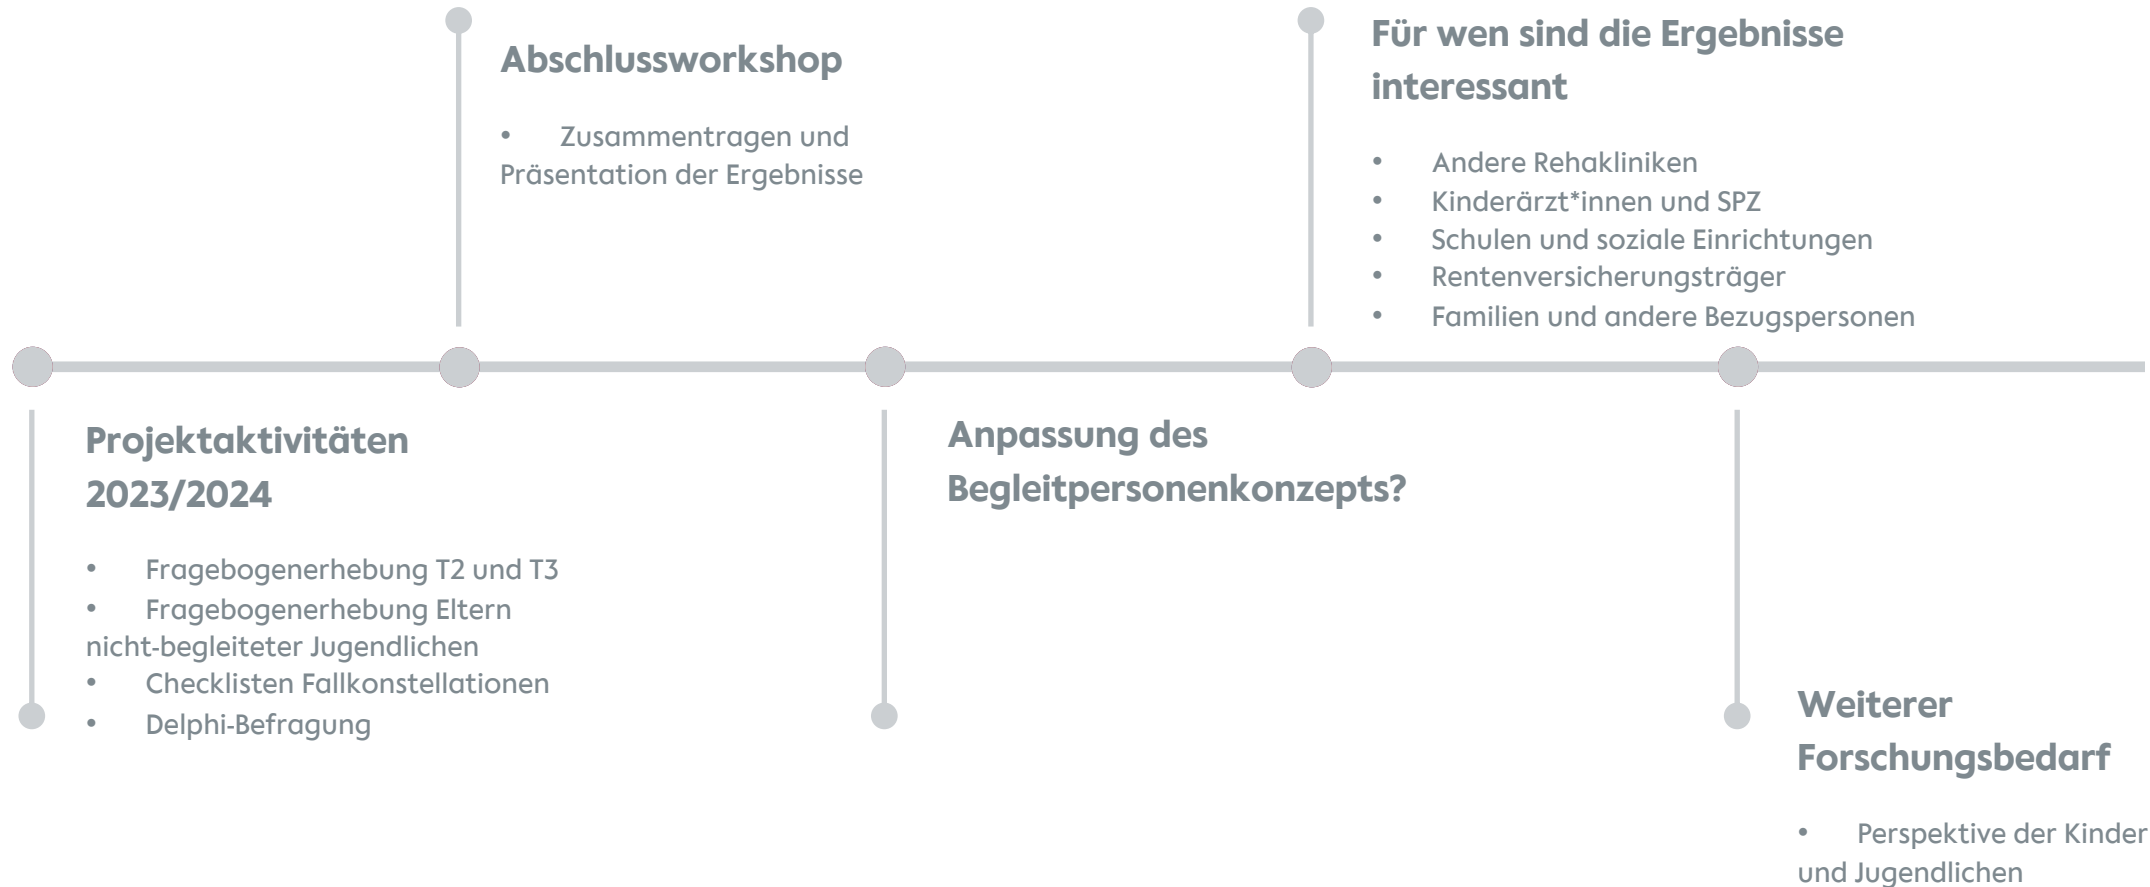 Abschlussworkshop
• Zusammentragen und
Präsentation der Ergebnisse
Für wen sind die Ergebnisse
interessant
• Andere Rehakliniken
• Kinderärzt*innen und SPZ
• Schulen und soziale Einrichtungen
• Rentenversicherungsträger
• Familien und andere Bezugspersonen
Projektaktivitäten
2023/2024
• Fragebogenerhebung T2 und T3
• Fragebogenerhebung Eltern
nicht-begleiteter Jugendlichen
• Checklisten Fallkonstellationen
• Delphi-Befragung
Anpassung des
Begleitpersonenkonzepts?
Weiterer
Forschungsbedarf
• Perspektive der Kinder
und Jugendlichen